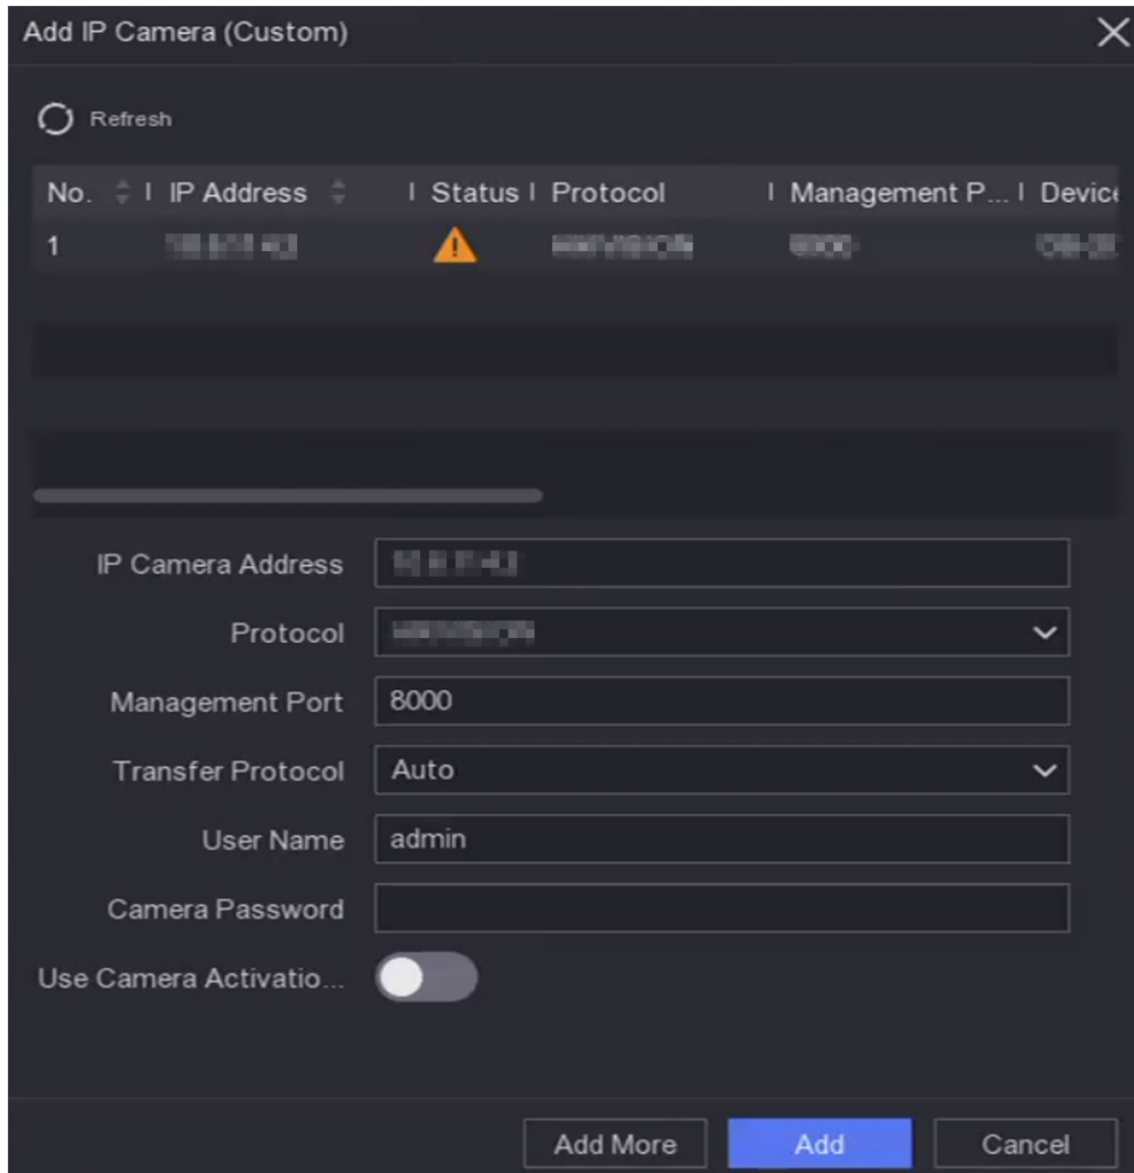 Add IP Camera (Custom)
Refresh
No. IP Address Status Protocol Management P... Device
1
IP Camera Address
Protocol
Management Port 8000
Transfer Protocol Auto
User Name admin
Camera Password
Use Camera Activatio...
Add More Add Cancel